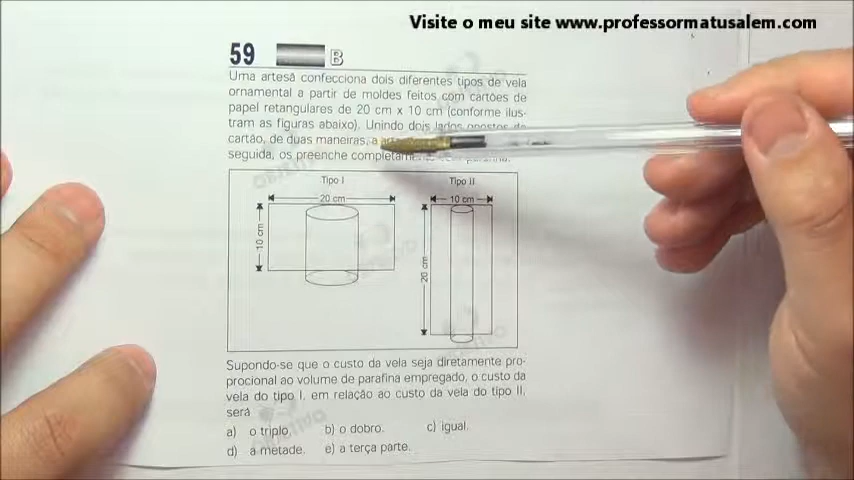 Visite o meu site www.professormatusalem.com
59 B
Uma artesã confecciona dois diferentes tipos de vela
ornamental a partir de moldes feitos com cartões de
papel retangulares de 20 cm x 10 cm (conforme ilus-
tram as figuras abaixo). Unindo dois lados opostos do
cartão, de duas maneiras, a
seguida, os preenche completamente com parafina.
Tipo I
Tipo II
20 cm
10 cm
10 cm
20 cm
Supondo-se que o custo da vela seja diretamente pro-
procional ao volume de parafina empregado, o custo da
vela do tipo I, em relação ao custo da vela do tipo II,
será
a) o triplo. b) o dobro. c) igual.
d) a metade. e) a terça parte.